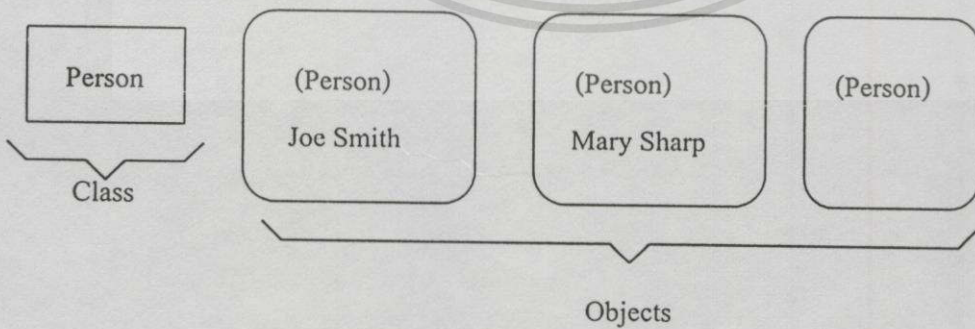 Person
Class
(Person)
Joe Smith
(Person)
Mary Sharp
(Person)
Objects